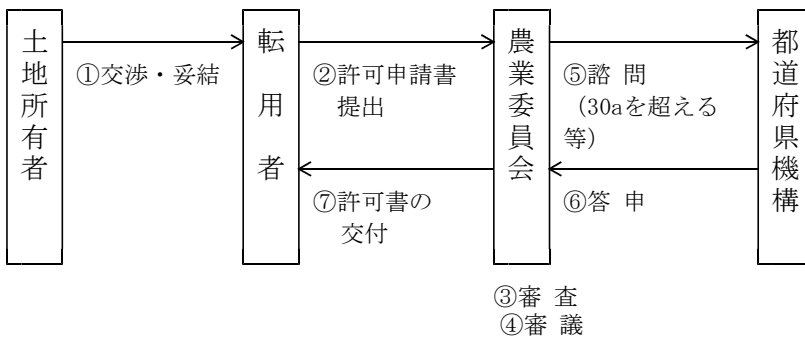 土地所有者
①交渉・妥結
転用者
②許可申請書
提出
⑦許可書の
交付
農業委員会
③審 査
④審 議
⑤諮 問
（30aを超える
等）
⑥答 申
都道府県機構